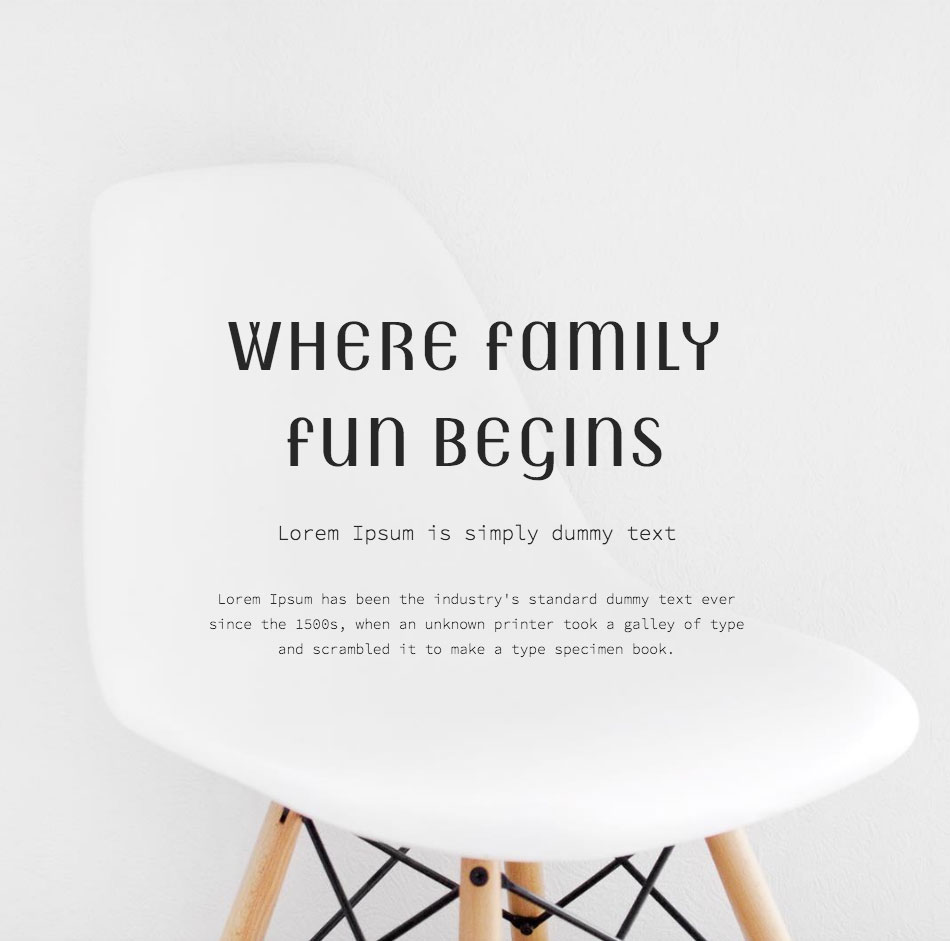 WHERE FaMILY
FUN BEGINS
Lorem Ipsum is simply dummy text
Lorem Ipsum has been the industry's standard dummy text ever
since the 1500s, when an unknown printer took a galley of type
and scrambled it to make a type specimen book.